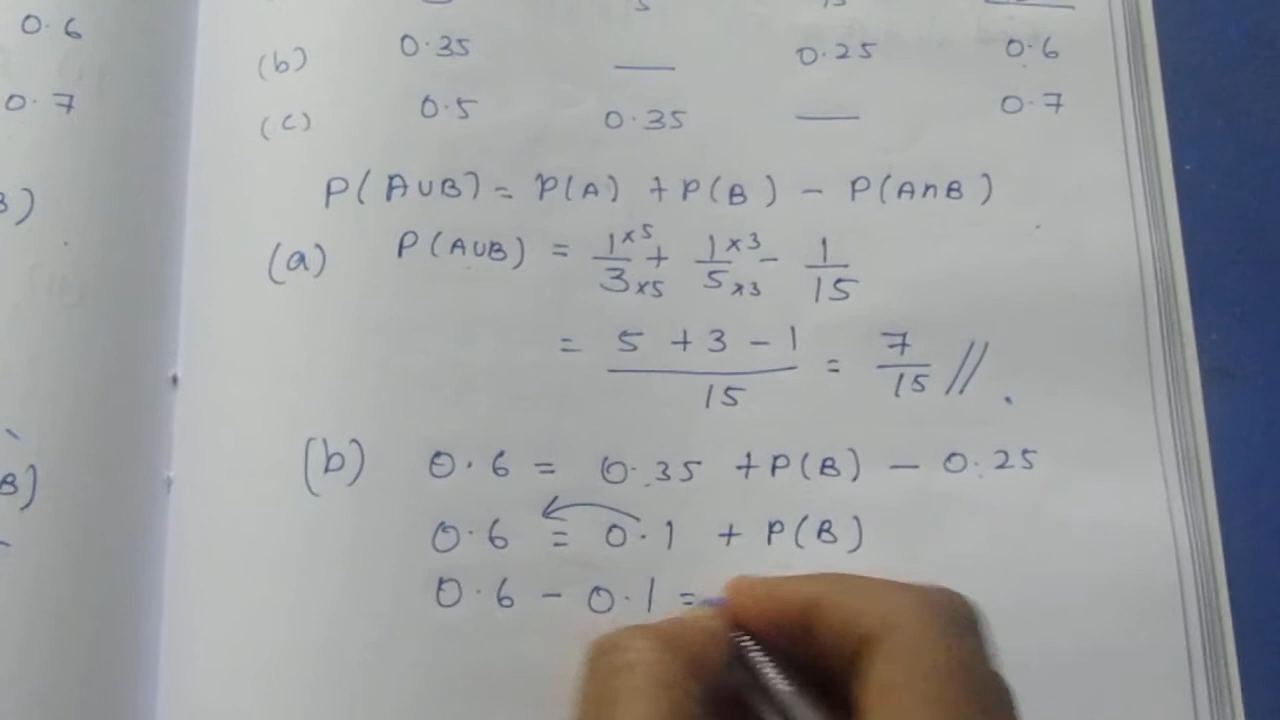 0.6
0.7
B)
B)
(b) 0.35 __ 0.25 0.6
(c) 0.5 0.35 __ 0.7
P(A∪B) = P(A) + P(B) - P(A∩B)
(a) P(A∪B) = 1×5/3×5 + 1×3/5×3 - 1/15
= 5 + 3 - 1/15 = 7/15 //.
(b) 0.6 = 0.35 + P(B) - 0.25
0.6 = 0.1 + P(B)
0.6 - 0.1 =